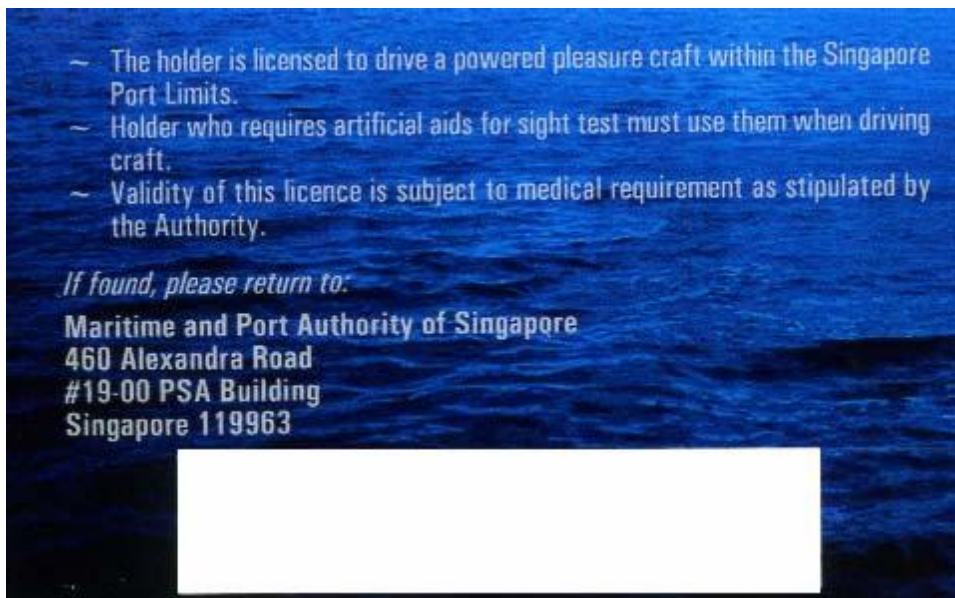 ~ The holder is licensed to drive a powered pleasure craft within the Singapore
Port Limits.
~ Holder who requires artificial aids for sight test must use them when driving
craft.
~ Validity of this licence is subject to medical requirement as stipulated by
the Authority.
If found, please return to:
Maritime and Port Authority of Singapore
460 Alexandra Road
#19-00 PSA Building
Singapore 119963